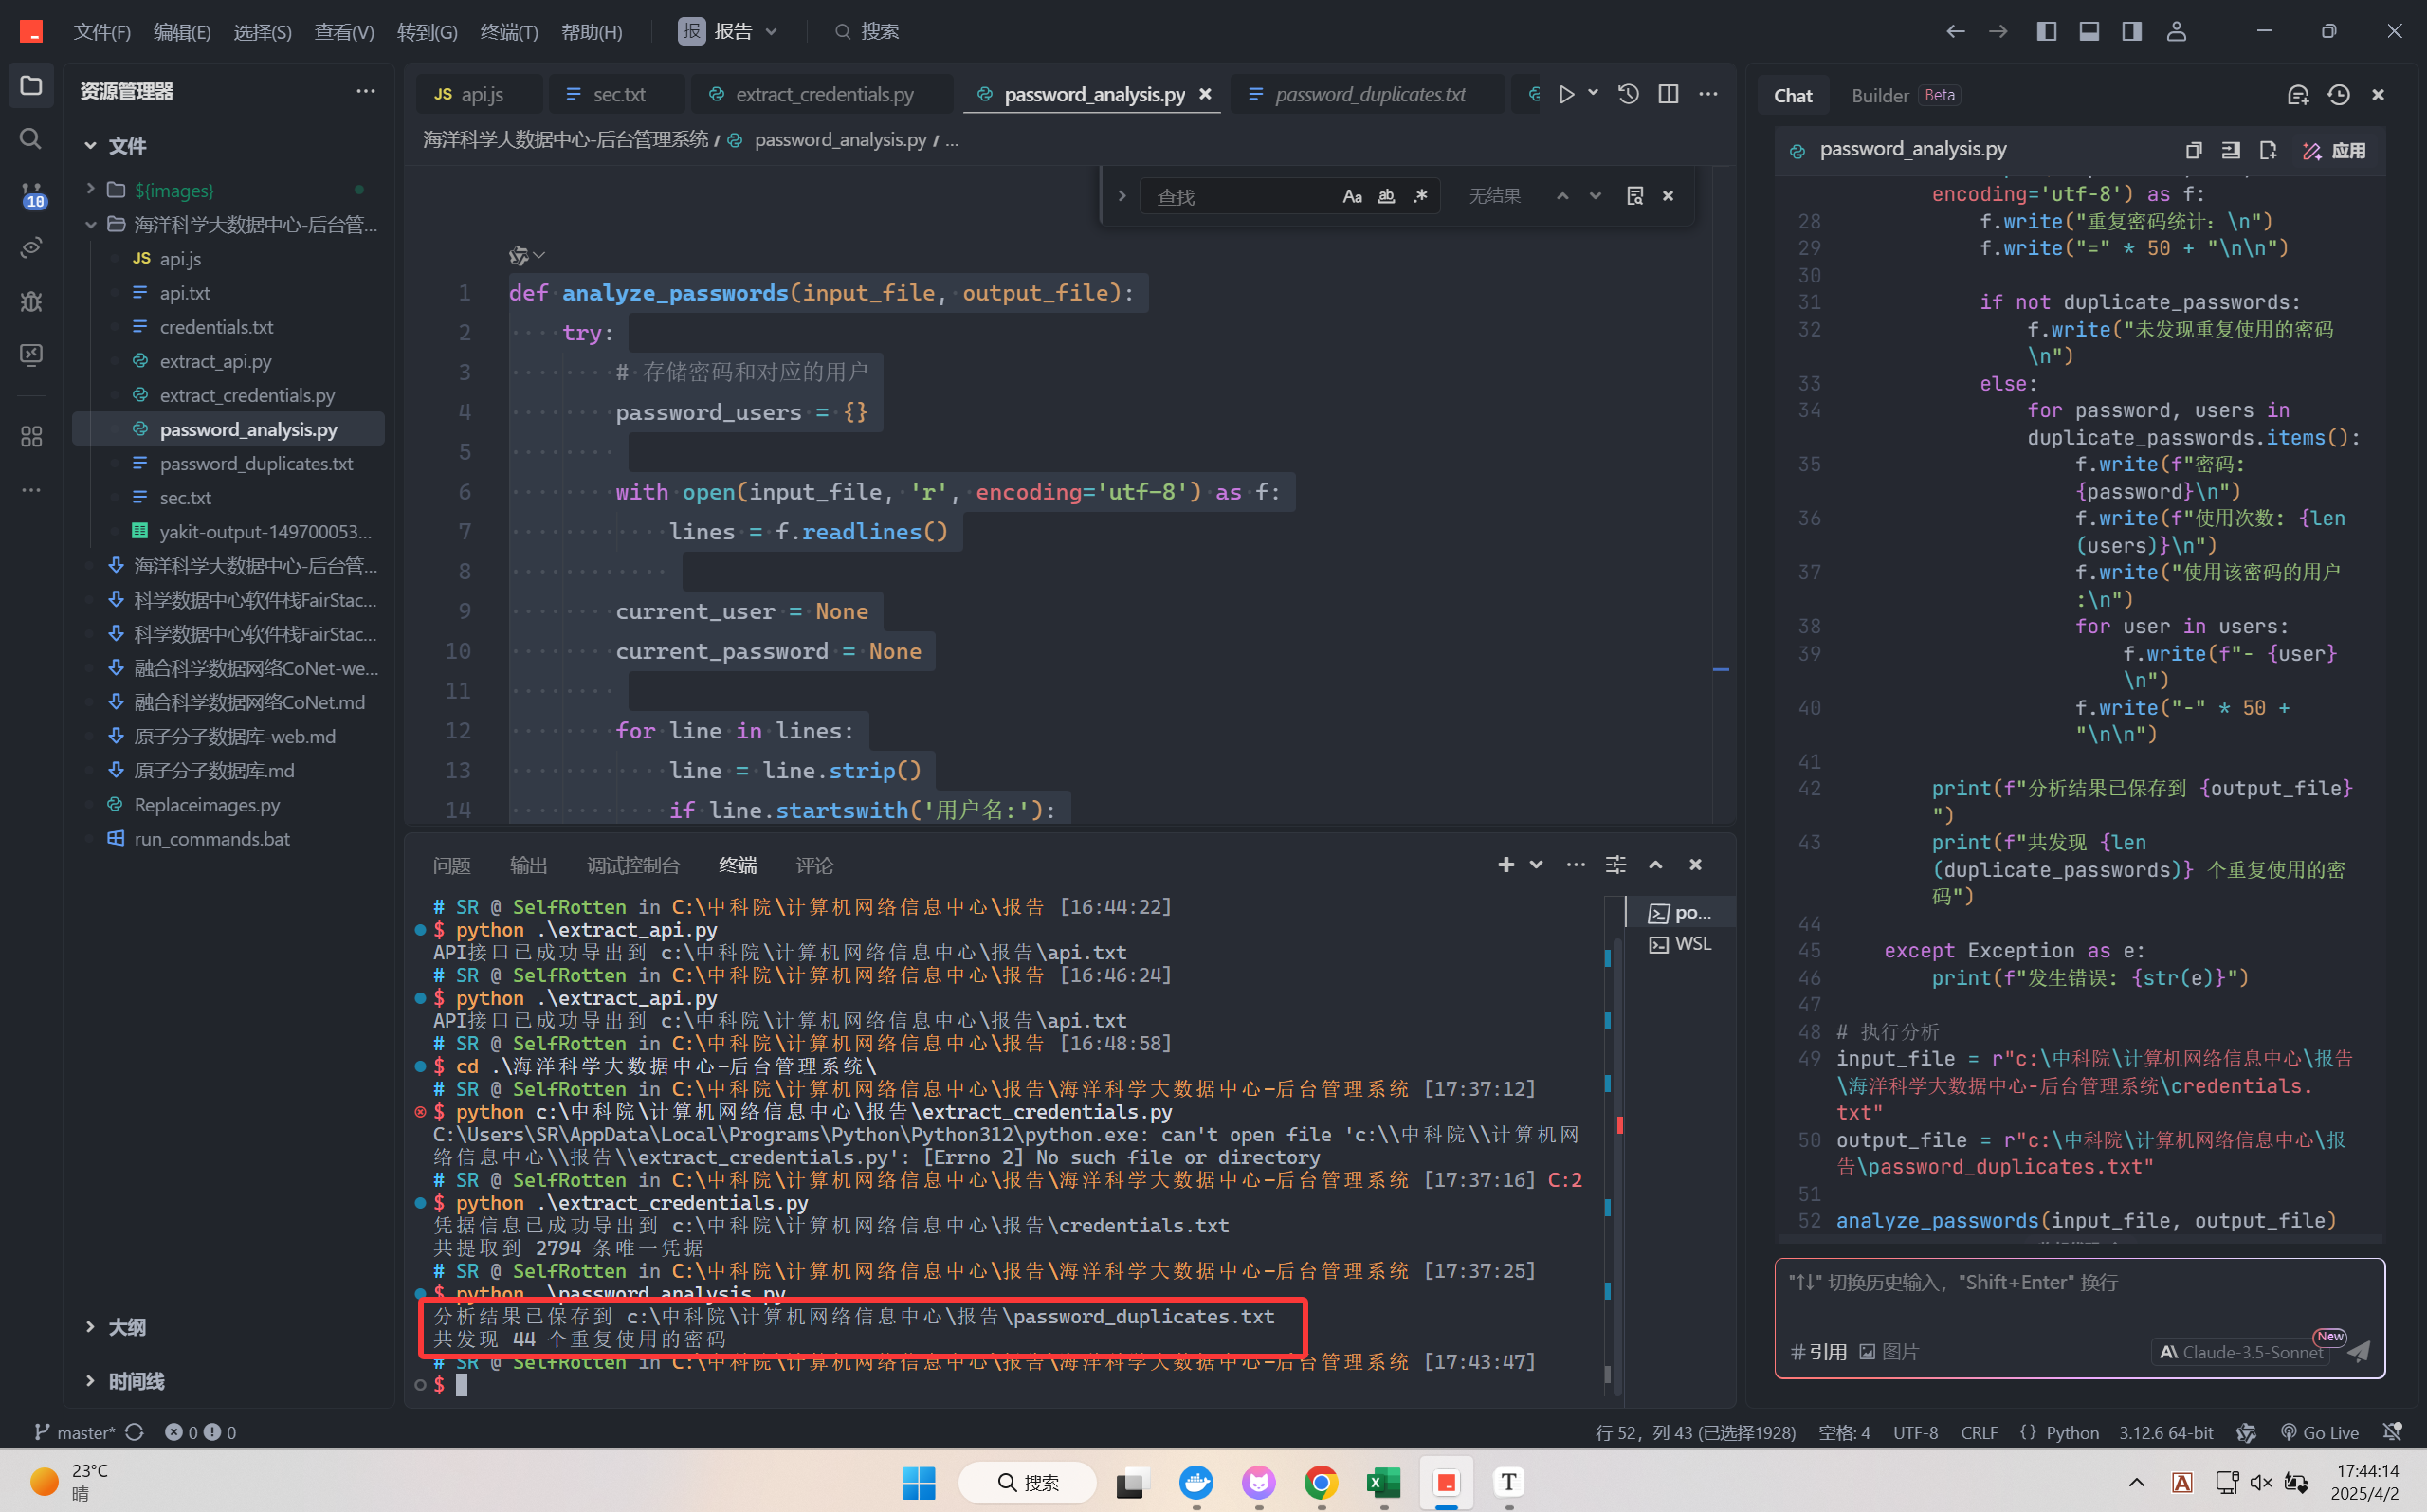 文件(F) 编辑(E) 选择(S) 查看(V) 转到(G) 终端(T) 帮助(H) 报 报告 搜索
资源管理器
文件
${images}
海洋科学大数据中心-后台管...
JS api.js
api.txt
credentials.txt
extract_api.py
extract_credentials.py
password_analysis.py
password_duplicates.txt
sec.txt
yakit-output-149700053...
海洋科学大数据中心-后台管...
科学数据中心软件栈FairStac...
科学数据中心软件栈FairStac...
融合科学数据网络CoNet-we...
融合科学数据网络CoNet.md
原子分子数据库-web.md
原子分子数据库.md
Replaceimages.py
run_commands.bat
大纲
时间线
10
JS api.js sec.txt extract_credentials.py password_analysis.py password_duplicates.txt
海洋科学大数据中心-后台管理系统 / password_analysis.py / ...
查找 Aa ab .* 无结果
1 def analyze_passwords(input_file, output_file):
2 try:
3 # 存储密码和对应的用户
4 password_users = {}
5
6 with open(input_file, 'r', encoding='utf-8') as f:
7 lines = f.readlines()
8
9 current_user = None
10 current_password = None
11
12 for line in lines:
13 line = line.strip()
14 if line.startswith('用户名:'):
问题 输出 调试控制台 终端 评论
# SR @ SelfRotten in C:\中科院\计算机网络信息中心\报告 [16:44:22]
$ python .\extract_api.py
API接口已成功导出到 c:\中科院\计算机网络信息中心\报告\api.txt
# SR @ SelfRotten in C:\中科院\计算机网络信息中心\报告 [16:46:24]
$ python .\extract_api.py
API接口已成功导出到 c:\中科院\计算机网络信息中心\报告\api.txt
# SR @ SelfRotten in C:\中科院\计算机网络信息中心\报告 [16:48:58]
$ cd .\海洋科学大数据中心-后台管理系统\
# SR @ SelfRotten in C:\中科院\计算机网络信息中心\报告\海洋科学大数据中心-后台管理系统 [17:37:12]
$ python c:\中科院\计算机网络信息中心\报告\extract_credentials.py
C:\Users\SR\AppData\Local\Programs\Python\Python312\python.exe: can't open file 'c:\\中科院\\计算机网
络信息中心\\报告\\extract_credentials.py': [Errno 2] No such file or directory
# SR @ SelfRotten in C:\中科院\计算机网络信息中心\报告\海洋科学大数据中心-后台管理系统 [17:37:16] C:2
$ python .\extract_credentials.py
凭据信息已成功导出到 c:\中科院\计算机网络信息中心\报告\credentials.txt
共提取到 2794 条唯一凭据
# SR @ SelfRotten in C:\中科院\计算机网络信息中心\报告\海洋科学大数据中心-后台管理系统 [17:37:25]
$ python .\password_analysis.py
分析结果已保存到 c:\中科院\计算机网络信息中心\报告\password_duplicates.txt
共发现 44 个重复使用的密码
# SR @ SelfRotten in C:\中科院\计算机网络信息中心\报告\海洋科学大数据中心-后台管理系统 [17:43:47]
$
po...
WSL
Chat Builder Beta
password_analysis.py 应用
encoding='utf-8') as f:
28 f.write("重复密码统计: \n")
29 f.write("=" * 50 + "\n\n")
30
31 if not duplicate_passwords:
32 f.write("未发现重复使用的密码
\n")
33 else:
34 for password, users in
duplicate_passwords.items():
35 f.write(f"密码:
{password}\n")
36 f.write(f"使用次数: {len
(users)}\n")
37 f.write("使用该密码的用户
:\n")
38 for user in users:
39 f.write(f"- {user}
\n")
40 f.write("-" * 50 +
"\n\n")
41
42 print(f"分析结果已保存到 {output_file}
")
43 print(f"共发现 {len
(duplicate_passwords)} 个重复使用的密
码")
44
45 except Exception as e:
46 print(f"发生错误: {str(e)}")
47
48 # 执行分析
49 input_file = r"c:\中科院\计算机网络信息中心\报告
\海洋科学大数据中心-后台管理系统\credentials.
txt"
50 output_file = r"c:\中科院\计算机网络信息中心\报
告\password_duplicates.txt"
51
52 analyze_passwords(input_file, output_file)
"↑↓" 切换历史输入，"Shift+Enter" 换行
#引用 图片 Claude-3.5-Sonnet New
master* 0 0 行 52，列 43 (已选择1928) 空格: 4 UTF-8 CRLF {} Python 3.12.6 64-bit Go Live
23°C
晴
搜索
T
A
17:44:14
2025/4/2